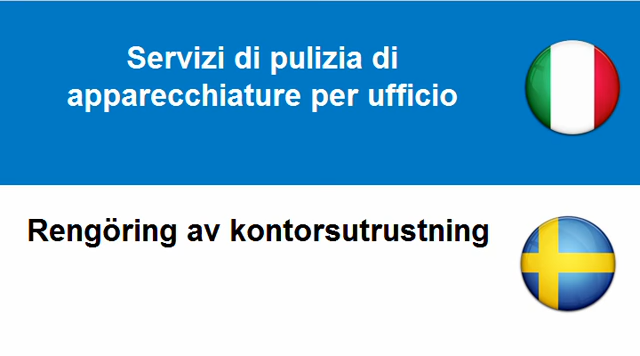 Servizi di pulizia di
apparecchiature per ufficio
Rengöring av kontorsutrustning